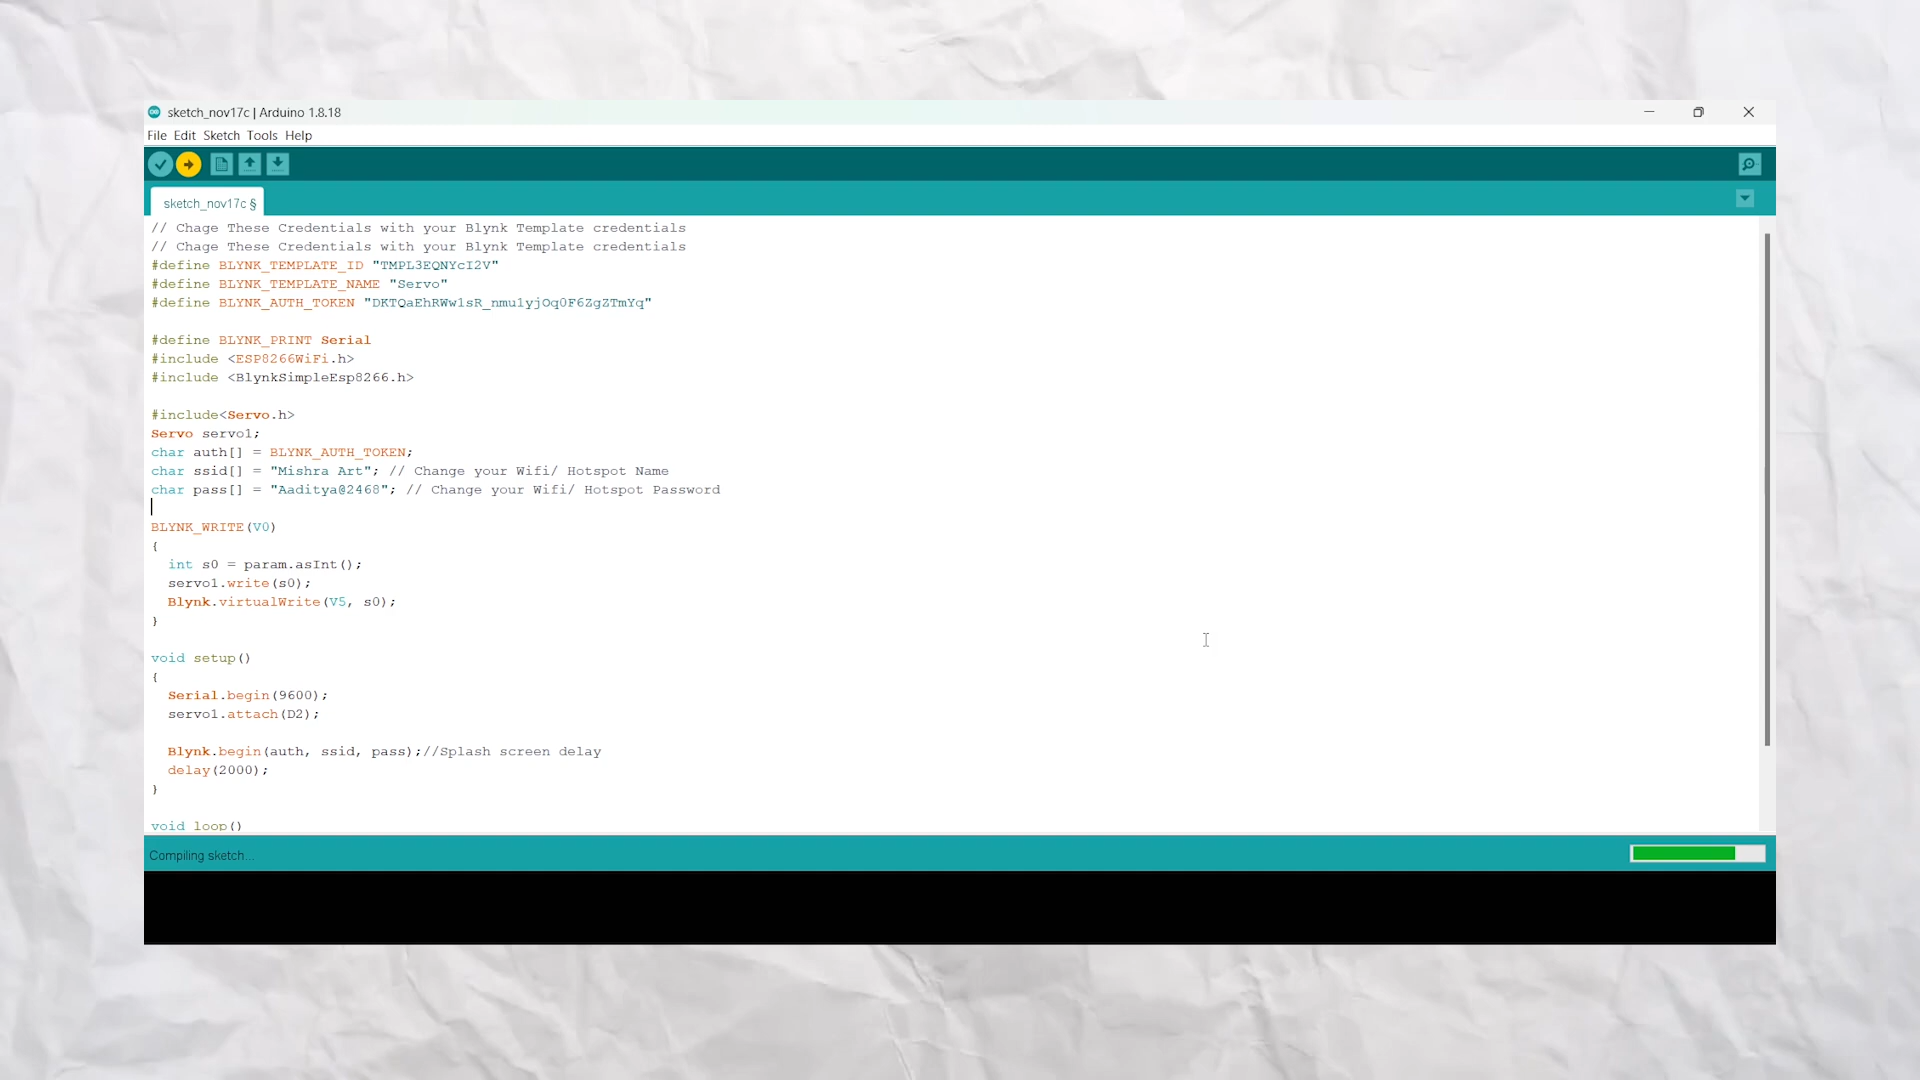 sketch_nov17c | Arduino 1.8.18
File Edit Sketch Tools Help
sketch_nov17c §
// Chage These Credentials with your Blynk Template credentials
// Chage These Credentials with your Blynk Template credentials
#define BLYNK_TEMPLATE_ID "TMPL3EQNYcI2V"
#define BLYNK_TEMPLATE_NAME "Servo"
#define BLYNK_AUTH_TOKEN "DKTQaEhRWw1sR_nmu1yjOq0F6ZgZTmYq"
#define BLYNK_PRINT Serial
#include <ESP8266WiFi.h>
#include <BlynkSimpleEsp8266.h>
#include<Servo.h>
Servo servo1;
char auth[] = BLYNK_AUTH_TOKEN;
char ssid[] = "Mishra Art"; // Change your Wifi/ Hotspot Name
char pass[] = "Aaditya@2468"; // Change your Wifi/ Hotspot Password
BLYNK_WRITE(V0)
{
int s0 = param.asInt();
servo1.write(s0);
Blynk.virtualWrite(V5, s0);
}
void setup()
{
Serial.begin(9600);
servo1.attach(D2);
Blynk.begin(auth, ssid, pass);//Splash screen delay
delay(2000);
}
void loop()
Compiling sketch...